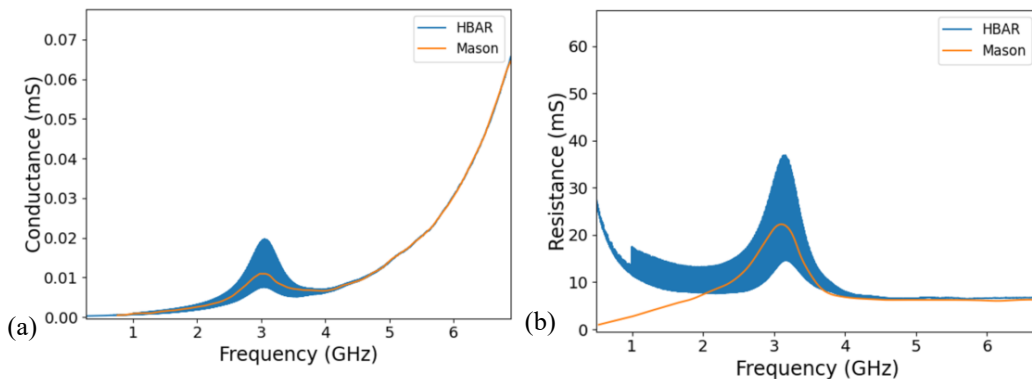 HBAR
Mason
0.07
0.06
0.05
0.04
0.03
0.02
0.01
0.00
Conductance (mS)
1 2 3 4 5 6
Frequency (GHz)
(a)
HBAR
Mason
60
50
40
30
20
10
0
Resistance (mS)
1 2 3 4 5 6
Frequency (GHz)
(b)